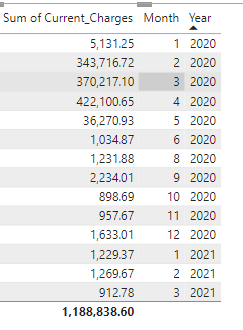 Sum of Current_Charges Month Year
5,131.25 1 2020
343,716.72 2 2020
370,217.10 3 2020
422,100.65 4 2020
36,270.93 5 2020
1,034.87 6 2020
1,231.88 8 2020
2,234.01 9 2020
898.69 10 2020
957.67 11 2020
1,633.01 12 2020
1,229.37 1 2021
1,269.67 2 2021
912.78 3 2021
1,188,838.60